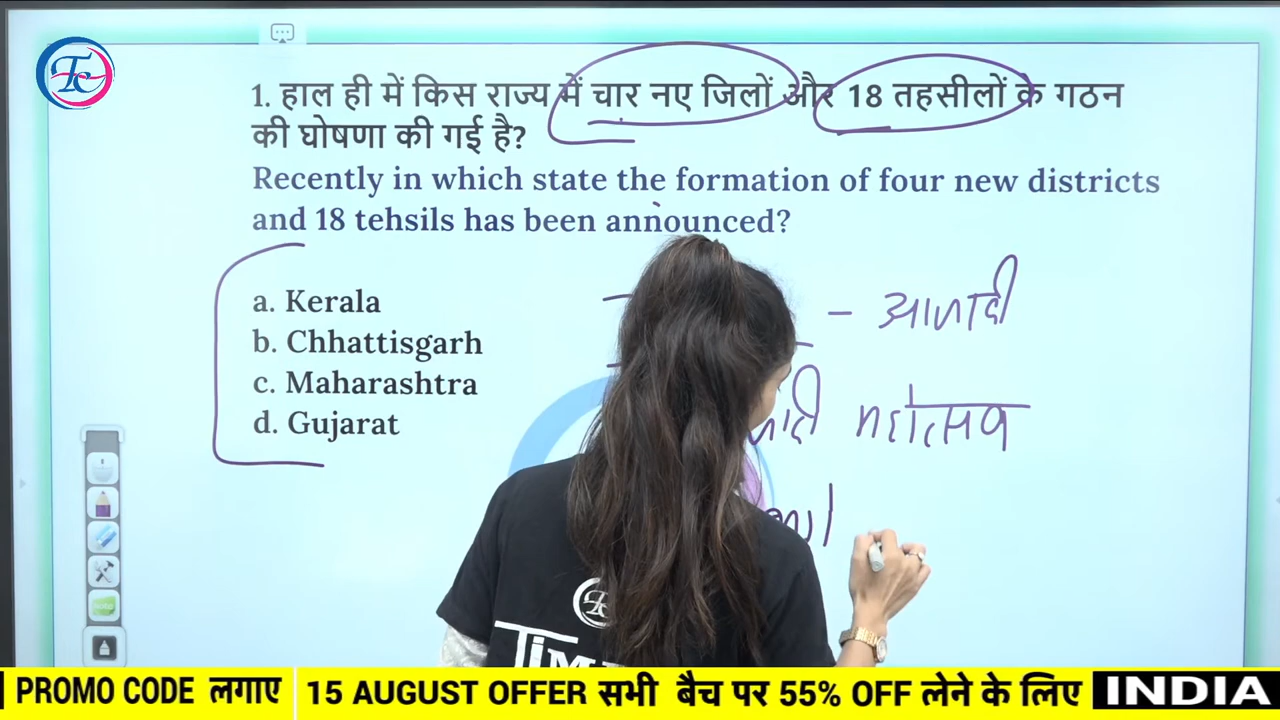 1. हाल ही में किस राज्य में चार नए जिलों और 18 तहसीलों के गठन
की घोषणा की गई है?
Recently in which state the formation of four new districts
and 18 tehsils has been announced?
a. Kerala
b. Chhattisgarh
c. Maharashtra
d. Gujarat
– आजादी
महोत्सव
PROMO CODE लगाए 15 AUGUST OFFER सभी बैच पर 55% OFF लेने के लिए INDIA